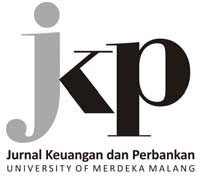 jkp
Jurnal Keuangan dan Perbankan
UNIVERSITY OF MERDEKA MALANG